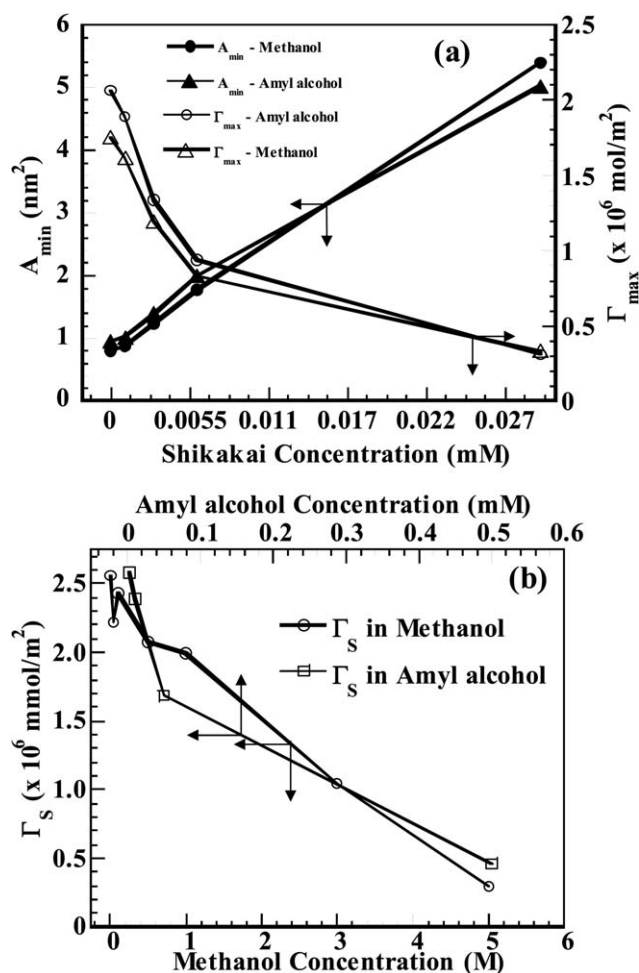 (a)
A_min - Methanol
A_min - Amyl alcohol
Γ_max - Amyl alcohol
Γ_max - Methanol
A_min (nm²)
6
5
4
3
2
1
0
Γ_max (x 10⁶ mol/m²)
2.5
2
1.5
1
0.5
0
0 0.0055 0.011 0.017 0.022 0.027
Shikakai Concentration (mM)
Amyl alcohol Concentration (mM)
0 0.1 0.2 0.3 0.4 0.5 0.6
(b)
Γ_S in Methanol
Γ_S in Amyl alcohol
Γ_S (x 10⁶ mmol/m²)
2.5
2.0
1.5
1.0
0.5
0
0 1 2 3 4 5 6
Methanol Concentration (M)